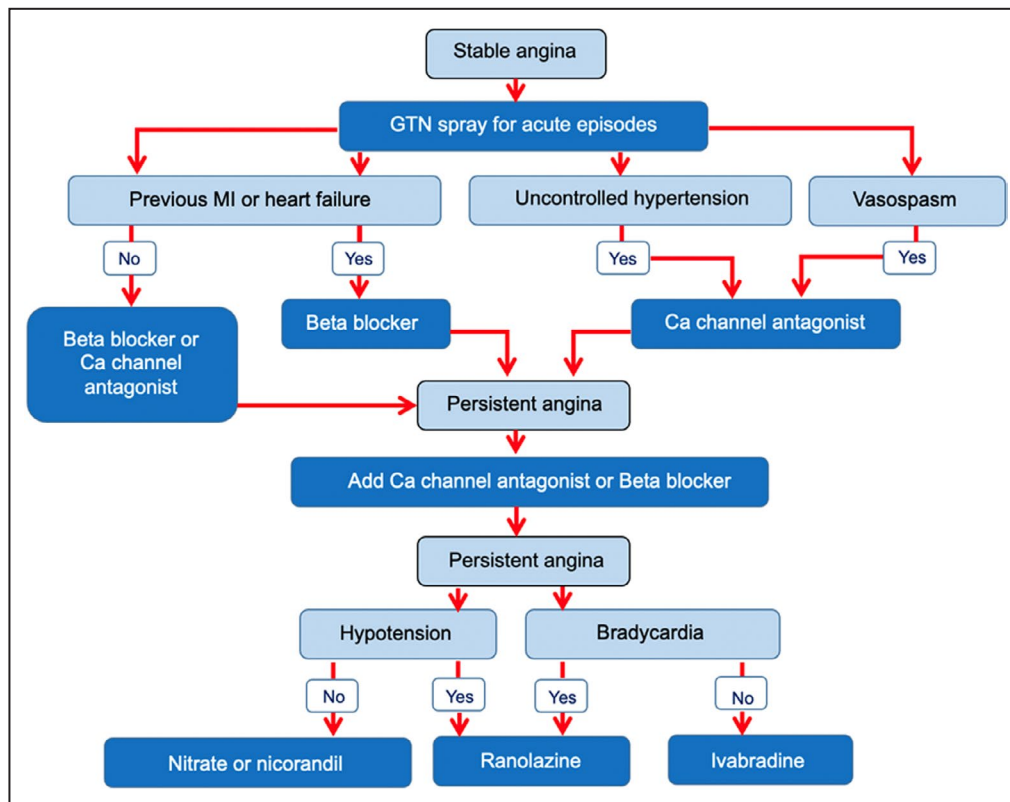 Stable angina
GTN spray for acute episodes
Previous MI or heart failure
Uncontrolled hypertension
Vasospasm
No
Yes
Yes
Yes
Beta blocker or
Ca channel
antagonist
Beta blocker
Ca channel antagonist
Persistent angina
Add Ca channel antagonist or Beta blocker
Persistent angina
Hypotension
Bradycardia
No
Yes
Yes
No
Nitrate or nicorandil
Ranolazine
Ivabradine